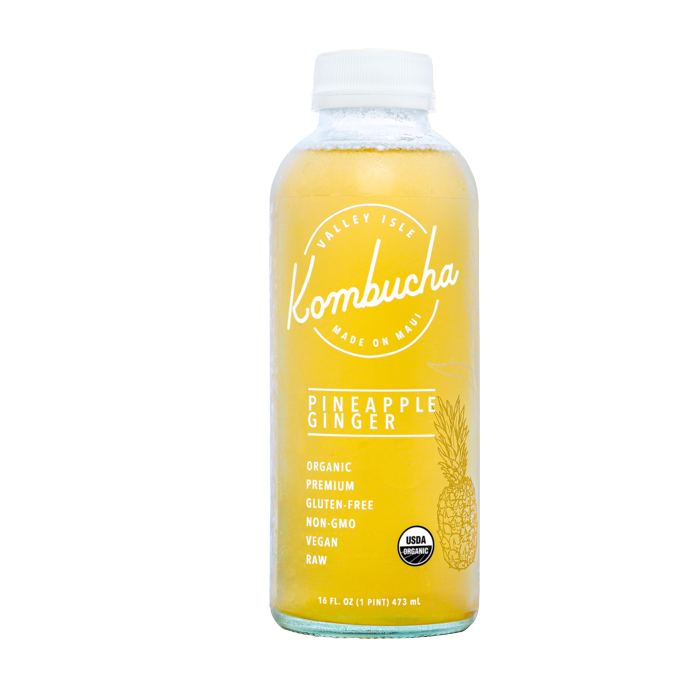 VALLEY ISLE
Kombucha
MADE ON MAUI
PINEAPPLE
GINGER
ORGANIC
PREMIUM
GLUTEN-FREE
NON-GMO
VEGAN
RAW
USDA
ORGANIC
16 FL. OZ (1 PINT) 473 mL